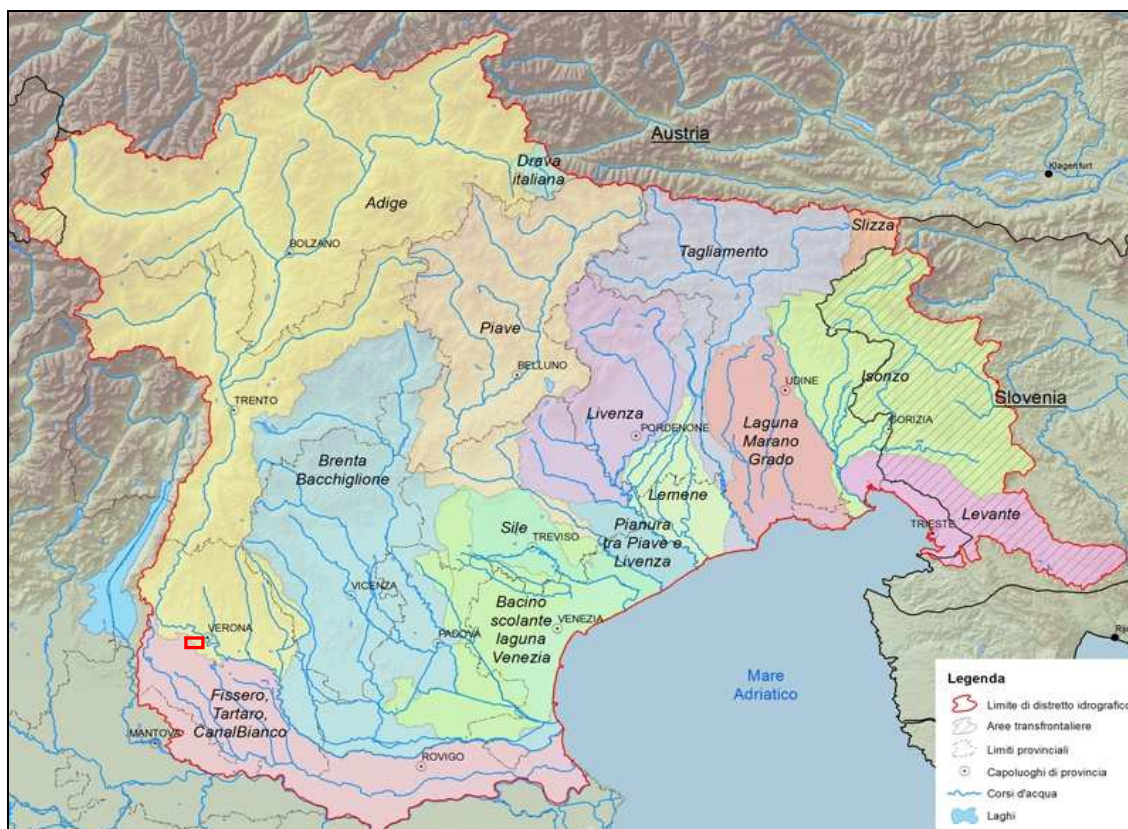 Austria
Klagenfurt
Drava
italiana
Adige
Slizza
Tagliamento
BOLZANO
Piave
BELLUNO
UDINE
Isonzo
Slovenia
TRENTO
Livenza
PORDENONE
GORIZIA
Laguna
Marano
Grado
Brenta
Bacchiglione
Lemene
Levante
Sile
TREVISO
Pianura
tra Piave e
Livenza
TRIESTE
VICENZA
Bacino
scolante
laguna
Venezia
VENEZIA
VERONA
PADOVA
Mare
Adriatico
Fissero,
Tartaro,
CanalBianco
MANTOVA
ROVIGO
Legenda
Limite di distretto idrografico
Aree transfrontaliere
Limiti provinciali
Capoluoghi di provincia
Corsi d'acqua
Laghi